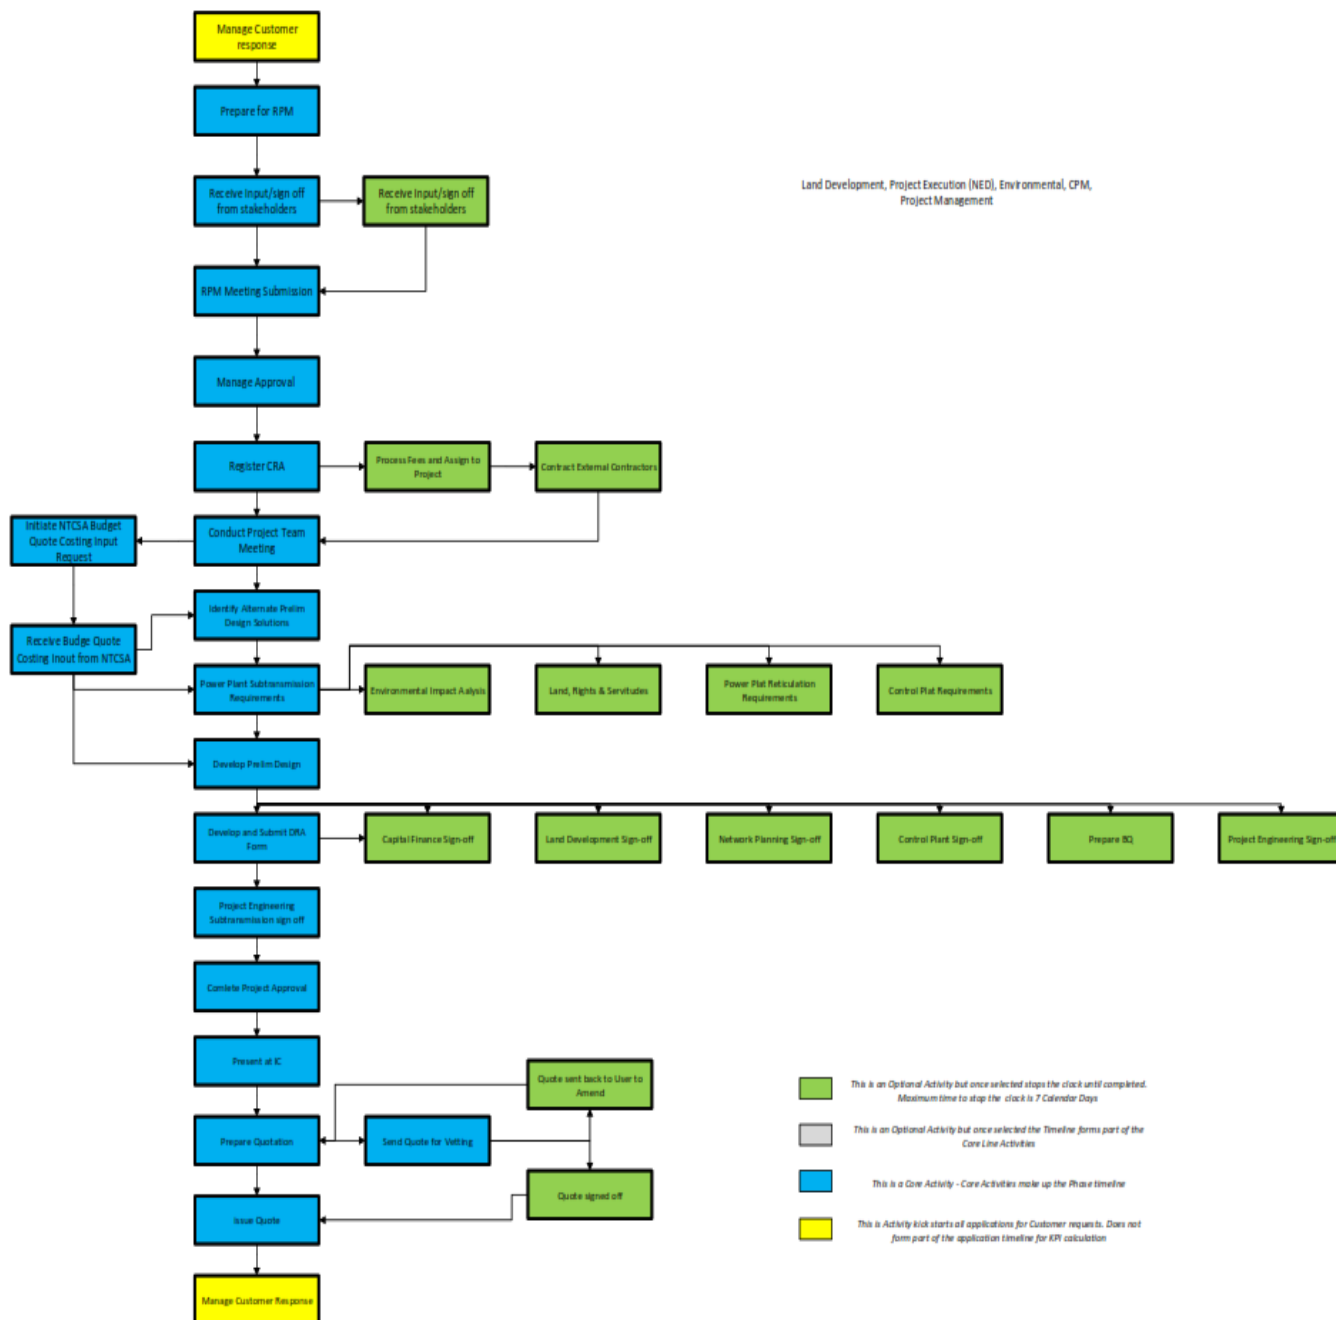 Manage Customer
response
Prepare for RPM
Receive Input/sign off
from stakeholders
Receive Input/sign off
from stakeholders
Land Development, Project Execution (NED), Environmental, CPM,
Project Management
RPM Meeting Submission
Manage Approval
Register CRA
Process Fees and Assign to
Project
Contract External Contractors
Initiate NTCSA Budget
Quote Costing Input
Request
Conduct Project Team
Meeting
Identify Alternate Prelim
Design Solutions
Receive Budge Quote
Costing Inout from NTCSA
Power Plant Subtransmission
Requirements
Environmental Impact Aalysis
Land, Rights & Servitudes
Power Plat Reticulation
Requirements
Control Plat Requirements
Develop Prelim Design
Develop and Submit DRA
Form
Capital Finance Sign-off
Land Development Sign-off
Network Planning Sign-off
Control Plant Sign-off
Prepare BQ
Project Engineering Sign-off
Project Engineering
Subtransmission sign off
Comlete Project Approval
Present at IC
Quote sent back to User to
Amend
Prepare Quotation
Send Quote for Vetting
Quote signed off
Issue Quote
Manage Customer Response
This is an Optional Activity but once selected stops the clock until completed.
Maximum time to stop the clock is 7 Calendar Days
This is an Optional Activity but once selected the Timeline forms part of the
Core Line Activities
This is a Core Activity - Core Activities make up the Phase timeline
This is Activity kick starts all applications for Customer requests. Does not
form part of the application timeline for KPI calculation